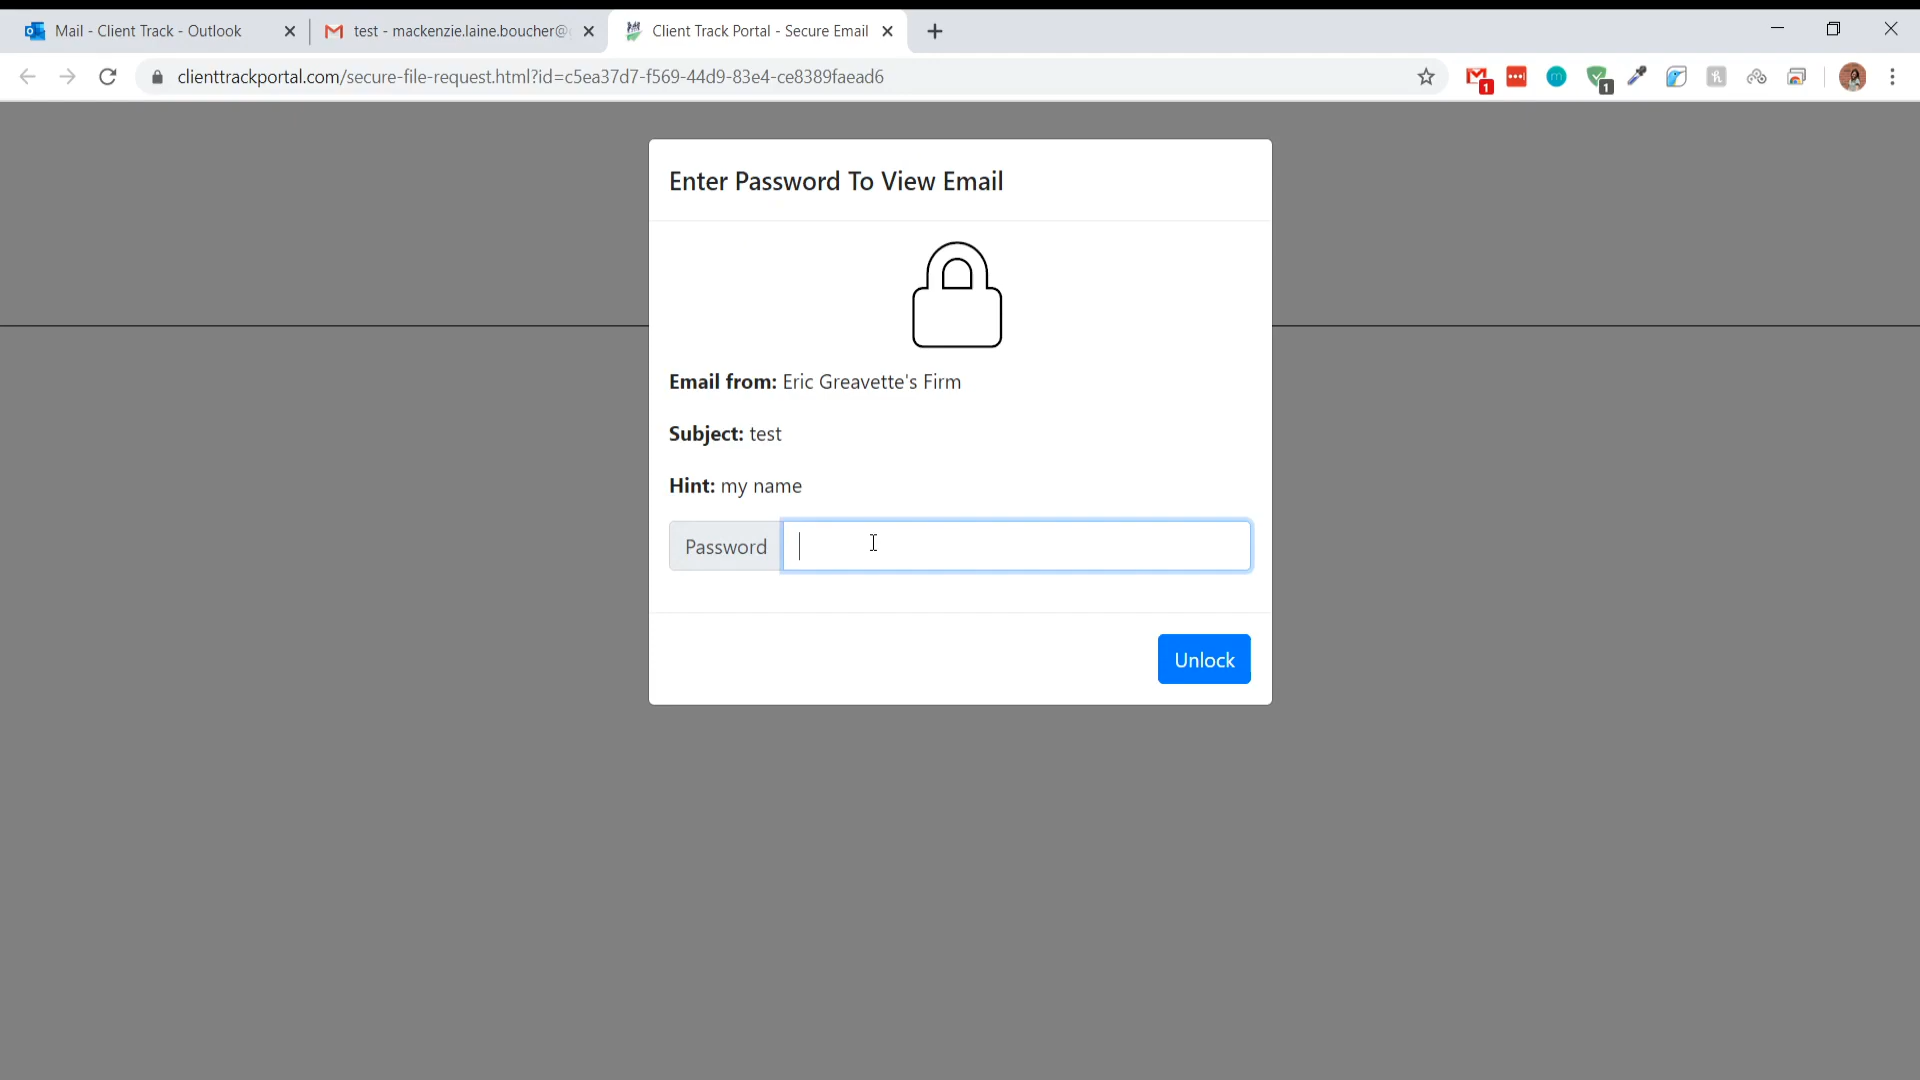 Mail - Client Track - Outlook
test - mackenzie.laine.boucher@
Client Track Portal - Secure Email
clienttrackportal.com/secure-file-request.html?id=c5ea37d7-f569-44d9-83e4-ce8389faead6
1
m
1
Enter Password To View Email
Email from: Eric Greavette's Firm
Subject: test
Hint: my name
Password
Unlock